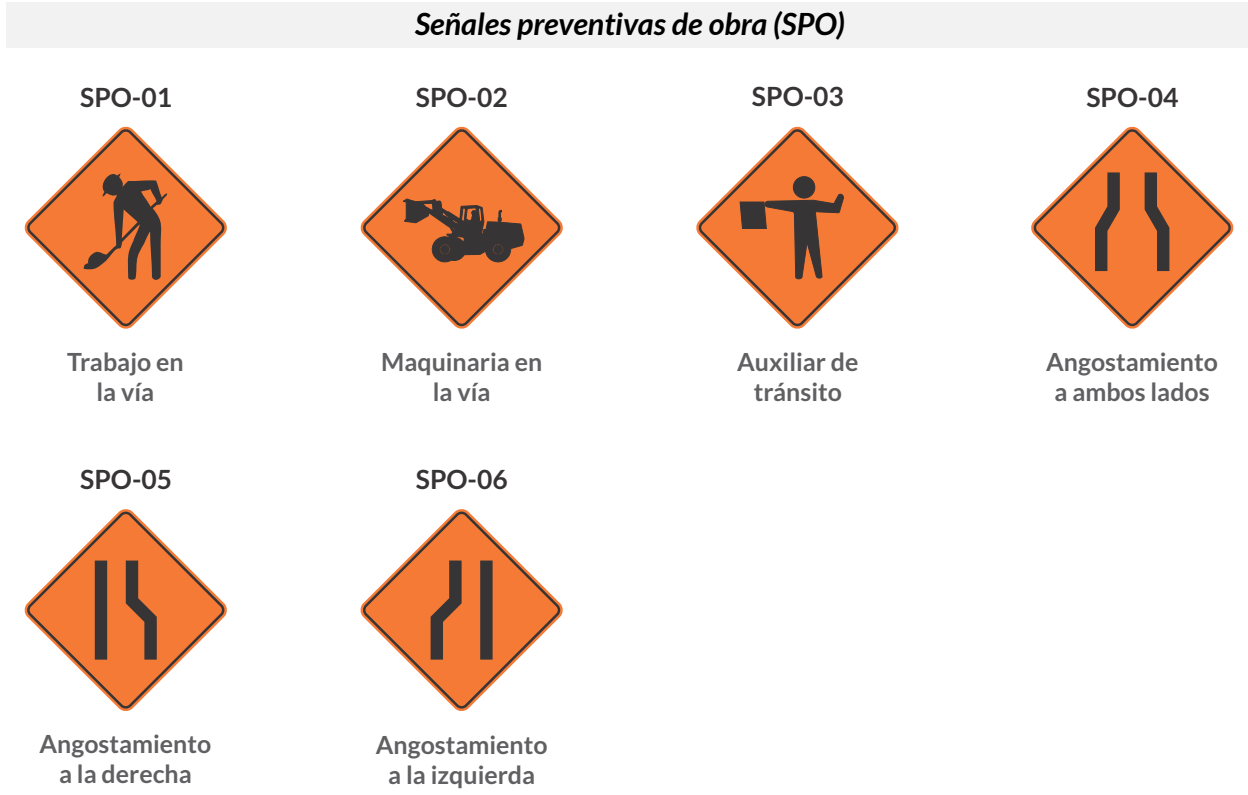 Señales preventivas de obra (SPO)
SPO-01
SPO-02
SPO-03
SPO-04
Trabajo en
la vía
Maquinaria en
la vía
Auxiliar de
tránsito
Angostamiento
a ambos lados
SPO-05
SPO-06
Angostamiento
a la derecha
Angostamiento
a la izquierda